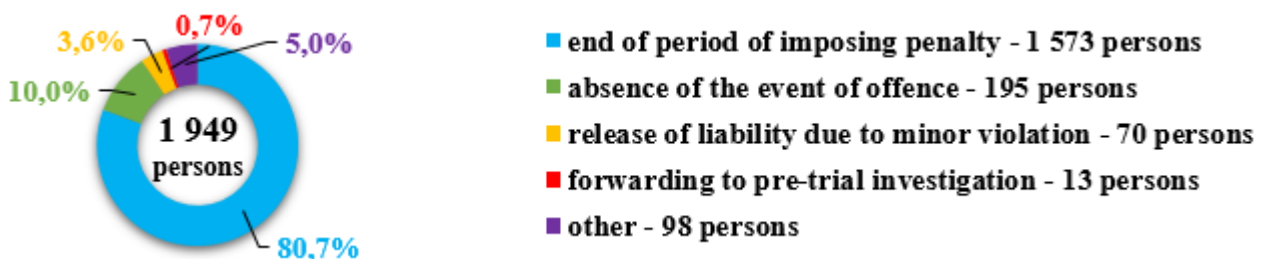 0,7%
3,6%
5,0%
10,0%
1 949
persons
80,7%
end of period of imposing penalty - 1 573 persons
absence of the event of offence - 195 persons
release of liability due to minor violation - 70 persons
forwarding to pre-trial investigation - 13 persons
other - 98 persons